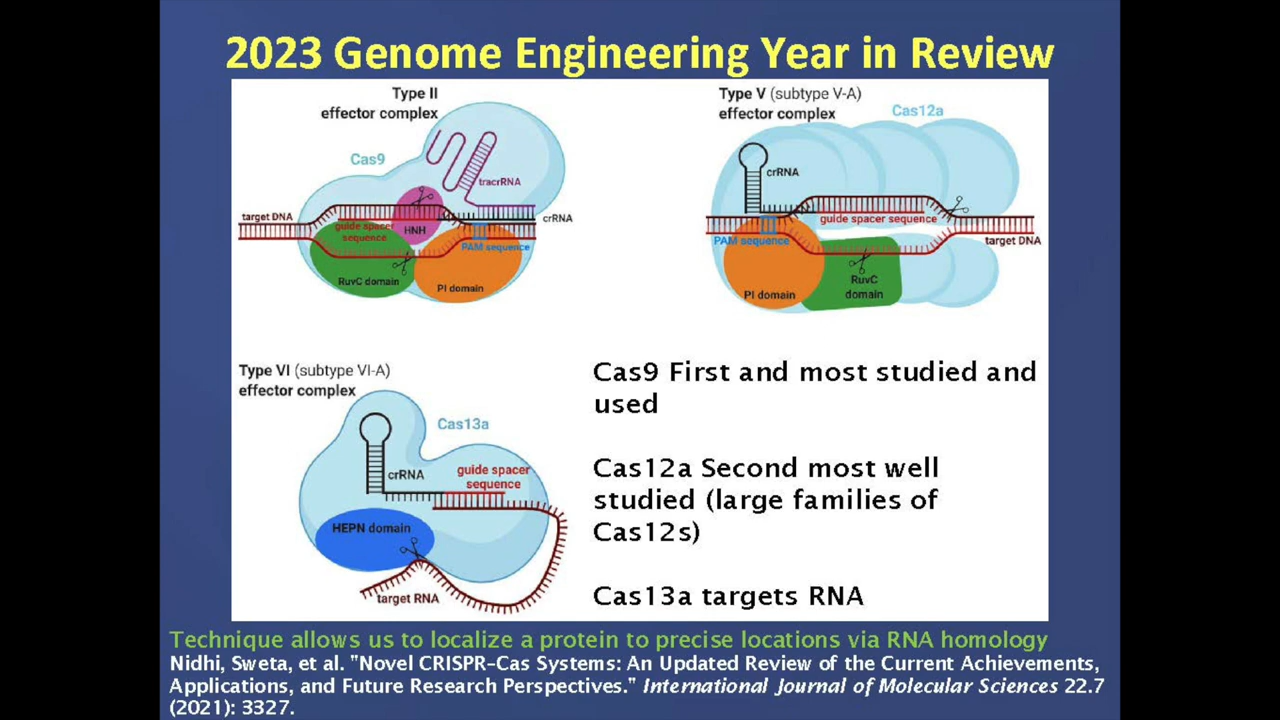 2023 Genome Engineering Year in Review
Type II
effector complex
Cas9
tracrRNA
target DNA
crRNA
guide spacer
sequence
HNH
PAM sequence
RuvC domain
PI domain
Type V (subtype V-A)
effector complex
Cas12a
crRNA
guide spacer sequence
PAM sequence
target DNA
PI domain
RuvC
domain
Type VI (subtype VI-A)
effector complex
Cas13a
crRNA
guide spacer
sequence
HEPN domain
target RNA
Cas9 First and most studied and
used
Cas12a Second most well
studied (large families of
Cas12s)
Cas13a targets RNA
Technique allows us to localize a protein to precise locations via RNA homology
Nidhi, Sweta, et al. "Novel CRISPR-Cas Systems: An Updated Review of the Current Achievements,
Applications, and Future Research Perspectives." International Journal of Molecular Sciences 22.7
(2021): 3327.